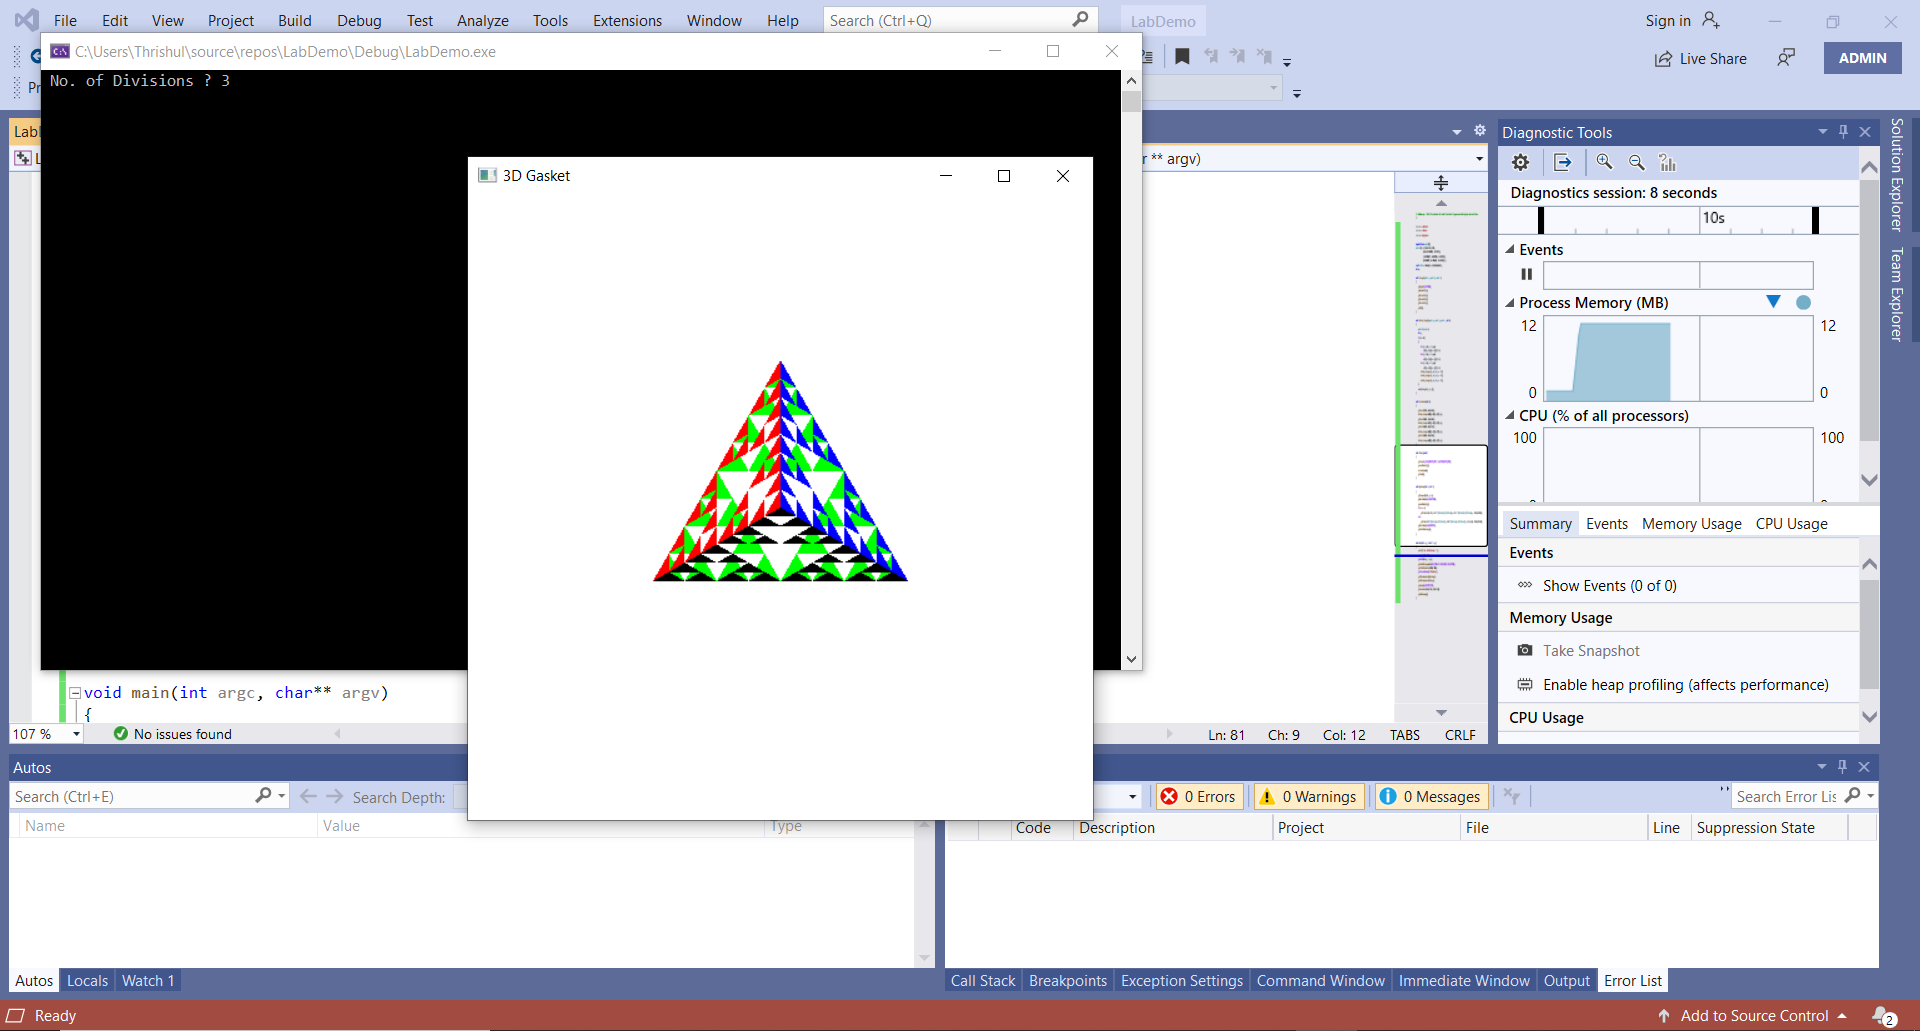 File Edit View Project Build Debug Test Analyze Tools Extensions Window Help Search (Ctrl+Q) LabDemo Sign in
C:\Users\Thrishul\source\repos\LabDemo\Debug\LabDemo.exe
Live Share ADMIN
No. of Divisions ? 3
3D Gasket
** argv)
Diagnostic Tools
Diagnostics session: 8 seconds
10s
Events
Process Memory (MB)
12 12
0 0
CPU (% of all processors)
100 100
Summary Events Memory Usage CPU Usage
Events
Show Events (0 of 0)
Memory Usage
Take Snapshot
Enable heap profiling (affects performance)
CPU Usage
Solution Explorer
Team Explorer
void main(int argc, char** argv)
{
107 % No issues found Ln: 81 Ch: 9 Col: 12 TABS CRLF
Autos
Search (Ctrl+E) Search Depth:
Name Value Type
0 Errors 0 Warnings 0 Messages Search Error Lis
Code Description Project File Line Suppression State
Autos Locals Watch 1
Call Stack Breakpoints Exception Settings Command Window Immediate Window Output Error List
Ready Add to Source Control 2